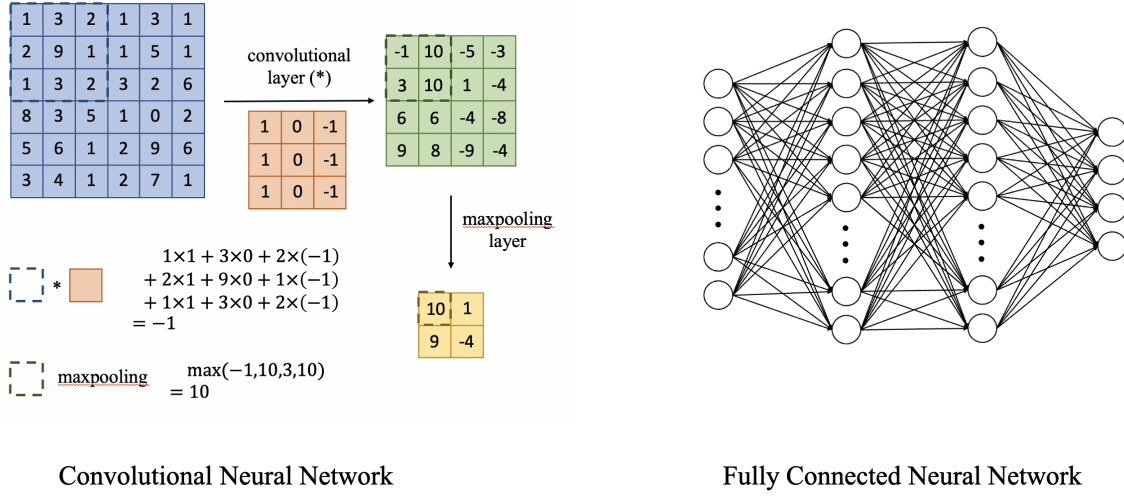 1 3 2 1 3 1
2 9 1 1 5 1
1 3 2 3 2 6
8 3 5 1 0 2
5 6 1 2 9 6
3 4 1 2 7 1
convolutional
layer (*)
1 0 -1
1 0 -1
1 0 -1
-1 10 -5 -3
3 10 1 -4
6 6 -4 -8
9 8 -9 -4
maxpooling
layer
10 1
9 -4
1×1 + 3×0 + 2×(−1)
* + 2×1 + 9×0 + 1×(−1)
+ 1×1 + 3×0 + 2×(−1)
= −1
maxpooling max(−1,10,3,10)
= 10
Convolutional Neural Network
Fully Connected Neural Network